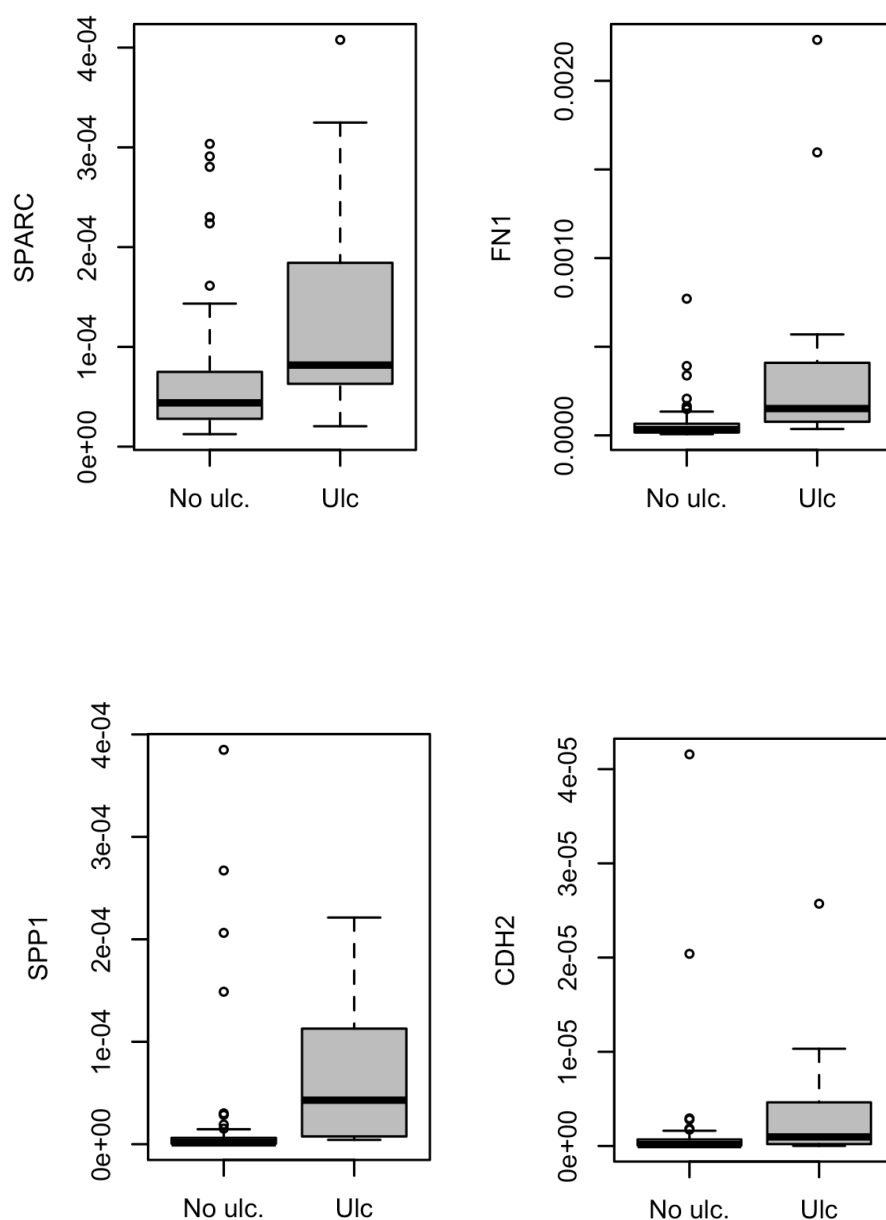 SPARC
4e-04
3e-04
2e-04
1e-04
0e+00
No ulc.
Ulc
FN1
0.0020
0.0010
0.0000
No ulc.
Ulc
SPP1
4e-04
3e-04
2e-04
1e-04
0e+00
No ulc.
Ulc
CDH2
4e-05
3e-05
2e-05
1e-05
0e+00
No ulc.
Ulc